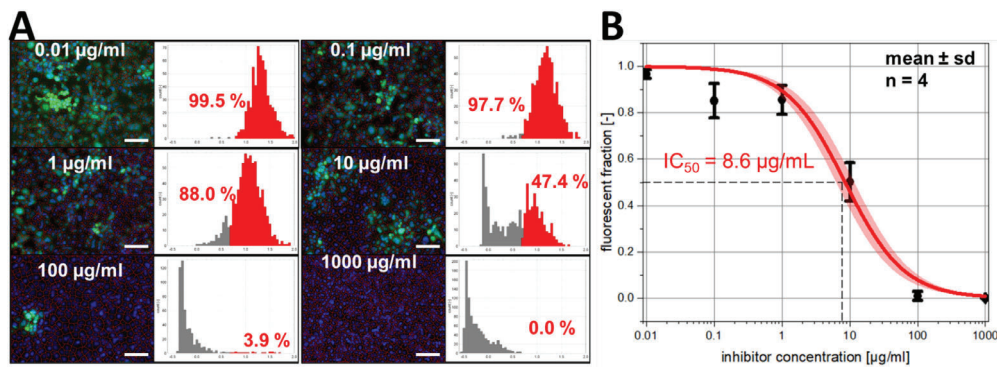 A
0.01 µg/ml
99.5 %
0.1 µg/ml
97.7 %
1 µg/ml
88.0 %
10 µg/ml
47.4 %
100 µg/ml
3.9 %
1000 µg/ml
0.0 %
B
mean ± sd
n = 4
IC50 = 8.6 µg/mL
fluorescent fraction [-]
1.0
0.8
0.6
0.4
0.2
0.0
0.01
0.1
1
10
100
1000
inhibitor concentration [µg/ml]